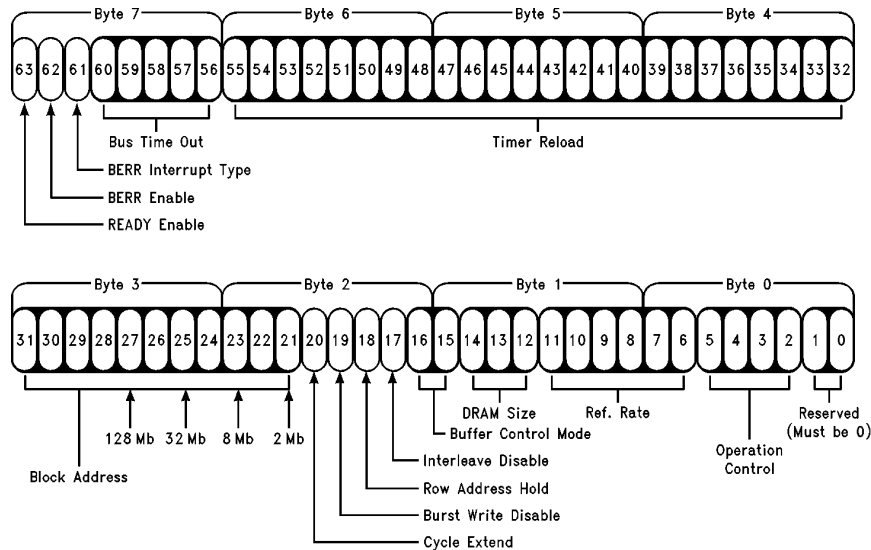 Byte 7 Byte 6 Byte 5 Byte 4
63 62 61 60 59 58 57 56 55 54 53 52 51 50 49 48 47 46 45 44 43 42 41 40 39 38 37 36 35 34 33 32
Bus Time Out Timer Reload
BERR Interrupt Type
BERR Enable
READY Enable
Byte 3 Byte 2 Byte 1 Byte 0
31 30 29 28 27 26 25 24 23 22 21 20 19 18 17 16 15 14 13 12 11 10 9 8 7 6 5 4 3 2 1 0
DRAM Size Ref. Rate Reserved
128 Mb 32 Mb 8 Mb 2 Mb Buffer Control Mode (Must be 0)
Operation
Control
Interleave Disable
Block Address
Row Address Hold
Burst Write Disable
Cycle Extend